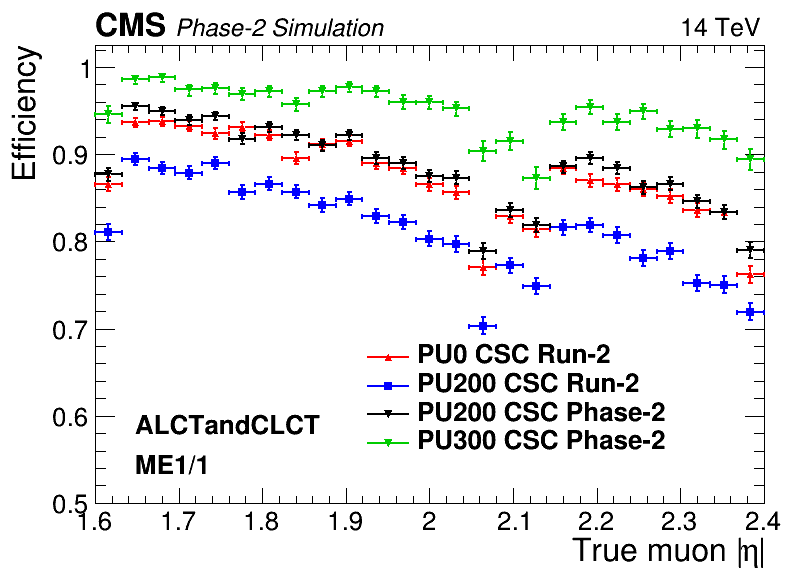 CMS Phase-2 Simulation 14 TeV
Efficiency
1
0.9
0.8
0.7
0.6
0.5
PU0 CSC Run-2
PU200 CSC Run-2
PU200 CSC Phase-2
PU300 CSC Phase-2
ALCTandCLCT
ME1/1
1.6 1.7 1.8 1.9 2 2.1 2.2 2.3 2.4
True muon |η|